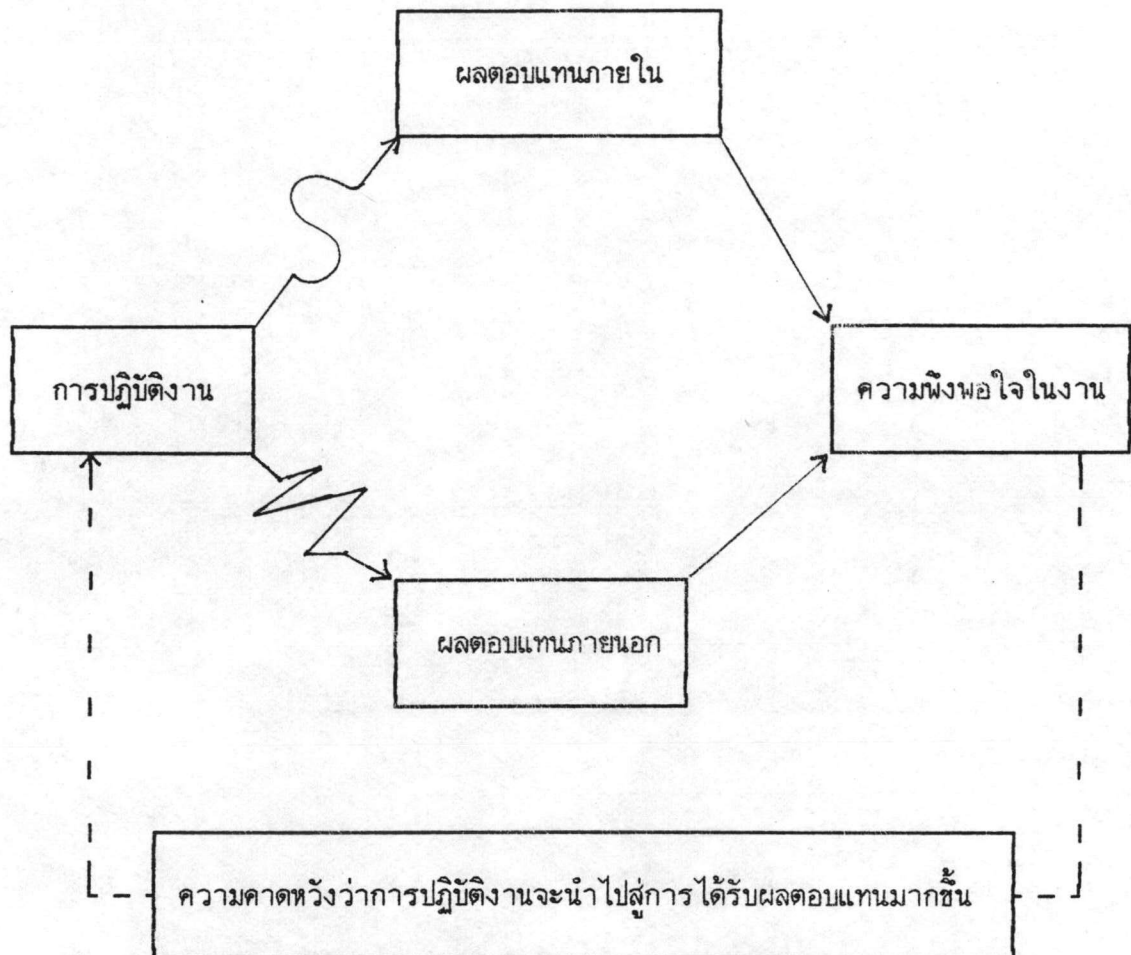 ผลตอบแทนภายใน
การปฏิบัติงาน
ความพึงพอใจในงาน
ผลตอบแทนภายนอก
ความคาดหวังว่าการปฏิบัติงานจะนำไปสู่การได้รับผลตอบแทนมากขึ้น